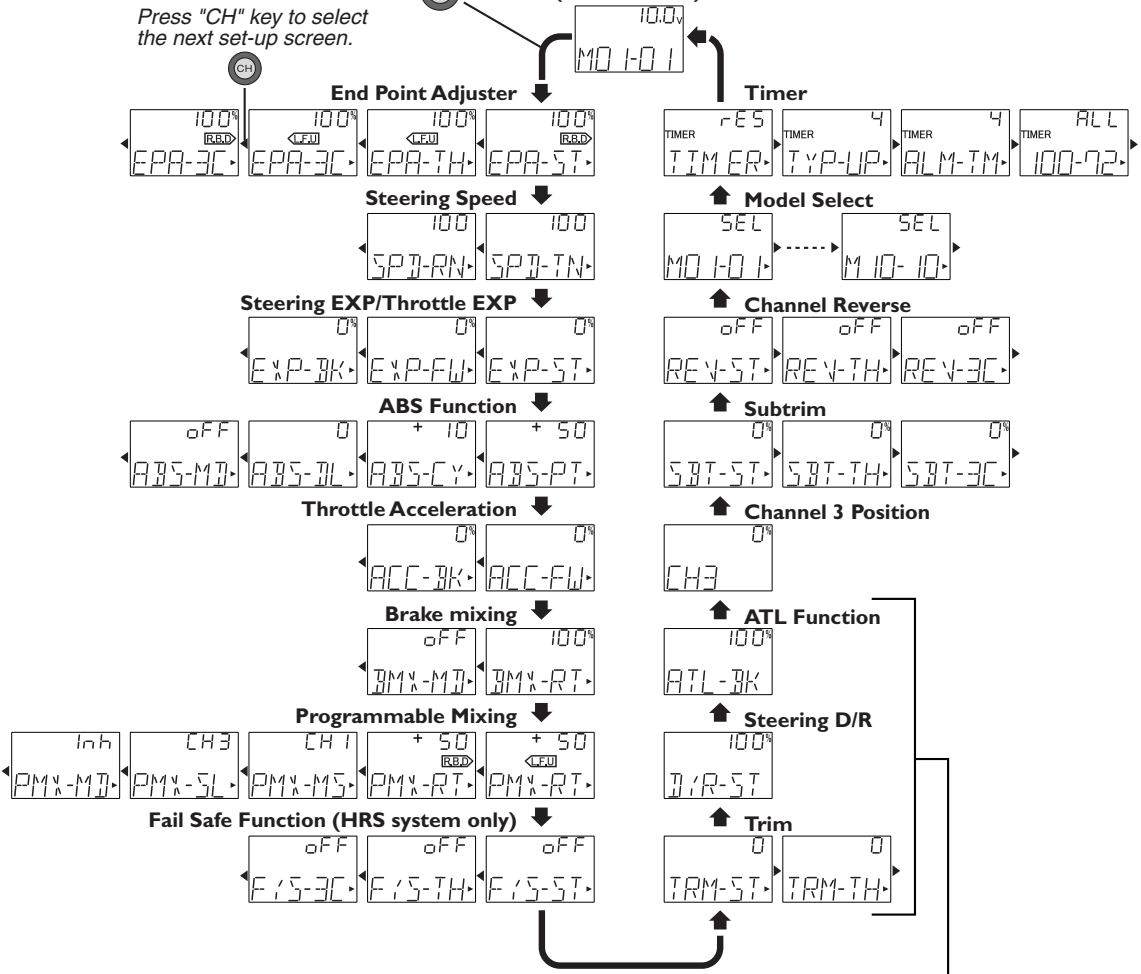 Press "CH" key to select
the next set-up screen.
CH
10.0v
M01-01
End Point Adjuster
100% R.B.D EPA-3C
100% L.F.U EPA-3C
100% L.F.U EPA-TH
100% R.B.D EPA-ST
Steering Speed
100 SPD-RN
100 SPD-TN
Steering EXP/Throttle EXP
0% EXP-BK
0% EXP-FW
0% EXP-ST
ABS Function
oFF ABS-MD
0 ABS-DL
+ 10 ABS-CY
+ 50 ABS-PT
Throttle Acceleration
0% ACC-BK
0% ACC-FW
Brake mixing
oFF BMX-MD
100% BMX-RT
Programmable Mixing
Inh PMX-MD
CH3 PMX-SL
CH1 PMX-MS
+ 50 R.B.D PMX-RT
+ 50 L.F.U PMX-RT
Fail Safe Function (HRS system only)
oFF F/S-3C
oFF F/S-TH
oFF F/S-ST
Timer
rES TIMER TIMER
4 TIMER TYP-UP
4 TIMER ALM-TM
ALL TIMER 100-72
Model Select
SEL M01-01
SEL M10-10
Channel Reverse
oFF REV-ST
oFF REV-TH
oFF REV-3C
Subtrim
0% SBT-ST
0% SBT-TH
0% SBT-3C
Channel 3 Position
0% CH3
ATL Function
100% ATL-BK
Steering D/R
100% D/R-ST
Trim
0 TRM-ST
0 TRM-TH